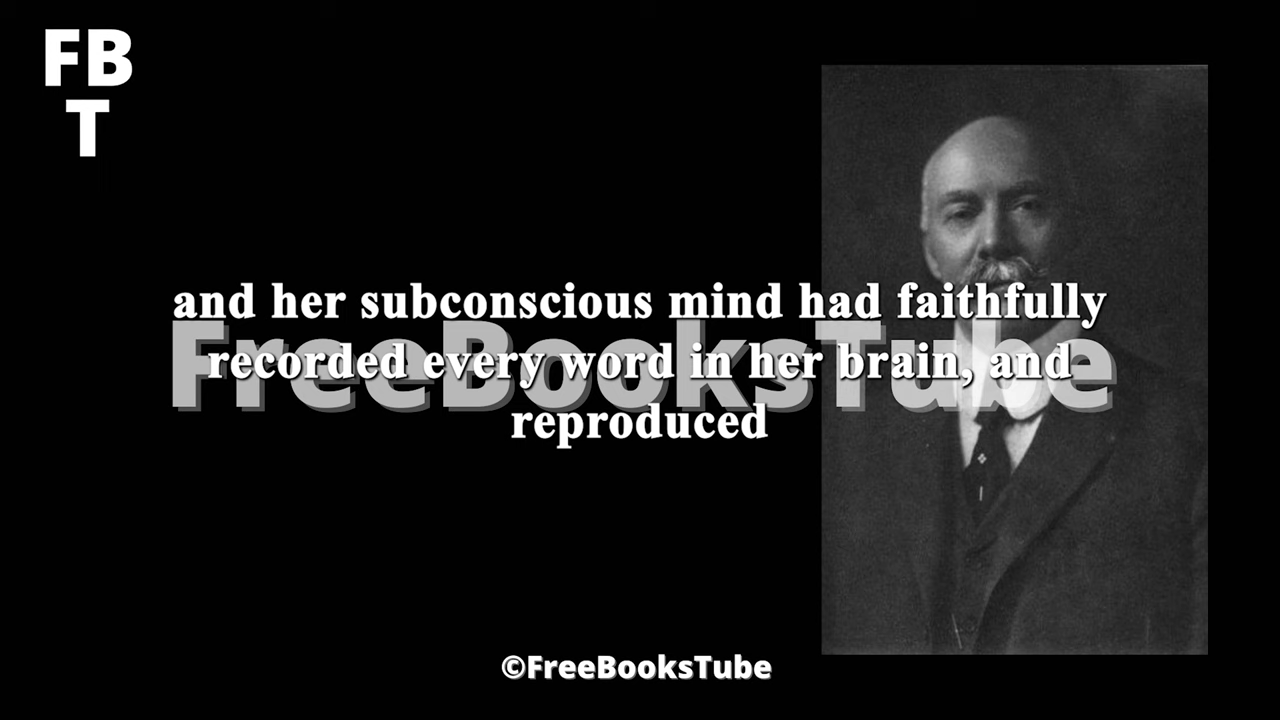 FB
T
and her subconscious mind had faithfully
FreeBooksTube
recorded every word in her brain, and
reproduced
©FreeBooksTube